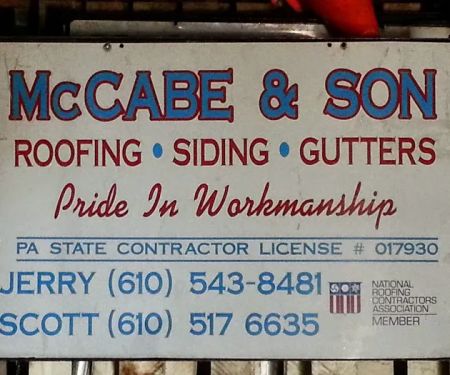 McCABE & SON
ROOFING • SIDING • GUTTERS
Pride In Workmanship
PA STATE CONTRACTOR LICENSE # 017930
JERRY (610) 543-8481
SCOTT (610) 517 6635
NATIONAL
ROOFING
CONTRACTORS
ASSOCIATION
MEMBER